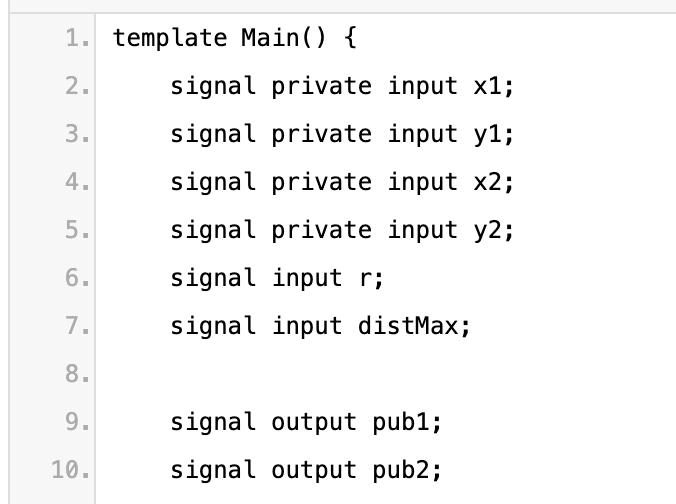 1. template Main() {
2.     signal private input x1;
3.     signal private input y1;
4.     signal private input x2;
5.     signal private input y2;
6.     signal input r;
7.     signal input distMax;
8.
9.     signal output pub1;
10.     signal output pub2;